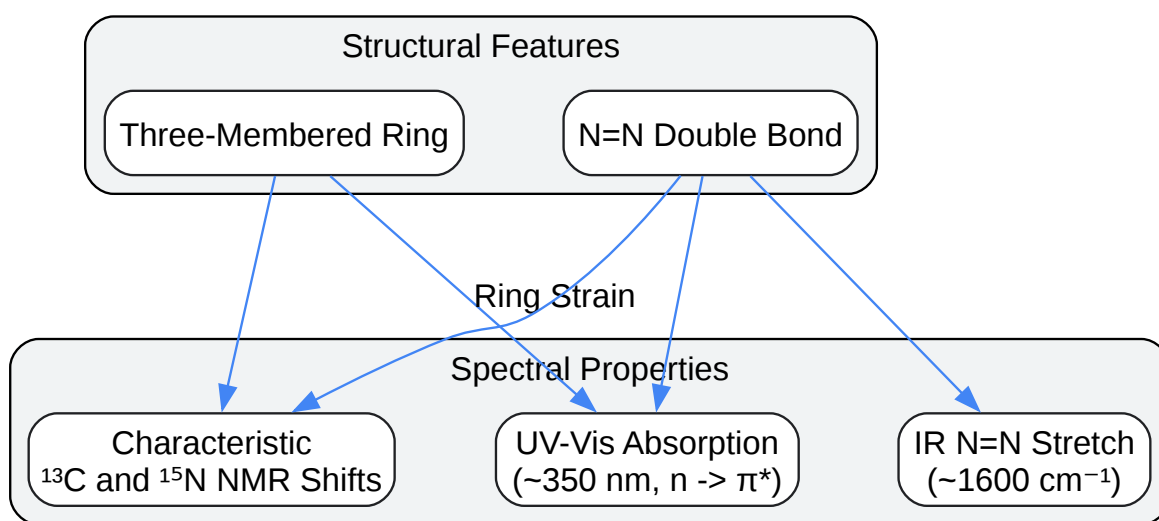 Structural Features
Three-Membered Ring
N=N Double Bond
Ring Strain
Spectral Properties
Characteristic
¹³C and ¹⁵N NMR Shifts
UV-Vis Absorption
(~350 nm, n -> π*)
IR N=N Stretch
(~1600 cm⁻¹)